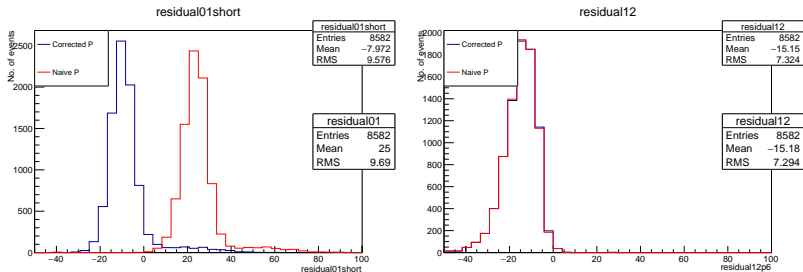 residual01short
No. of events
Corrected P
Naive P
residual01short
Entries 8582
Mean −7.972
RMS 9.576
residual01
Entries 8582
Mean 25
RMS 9.69
2500
2000
1500
1000
500
0
−40 −20 0 20 40 60 80 100
residual01short
residual12
No. of events
Corrected P
Naive P
residual12
Entries 8582
Mean −15.15
RMS 7.324
residual12
Entries 8582
Mean −15.18
RMS 7.294
2000
1800
1600
1400
1200
1000
800
600
400
200
0
−40 −20 0 20 40 60 80 100
residual12p6